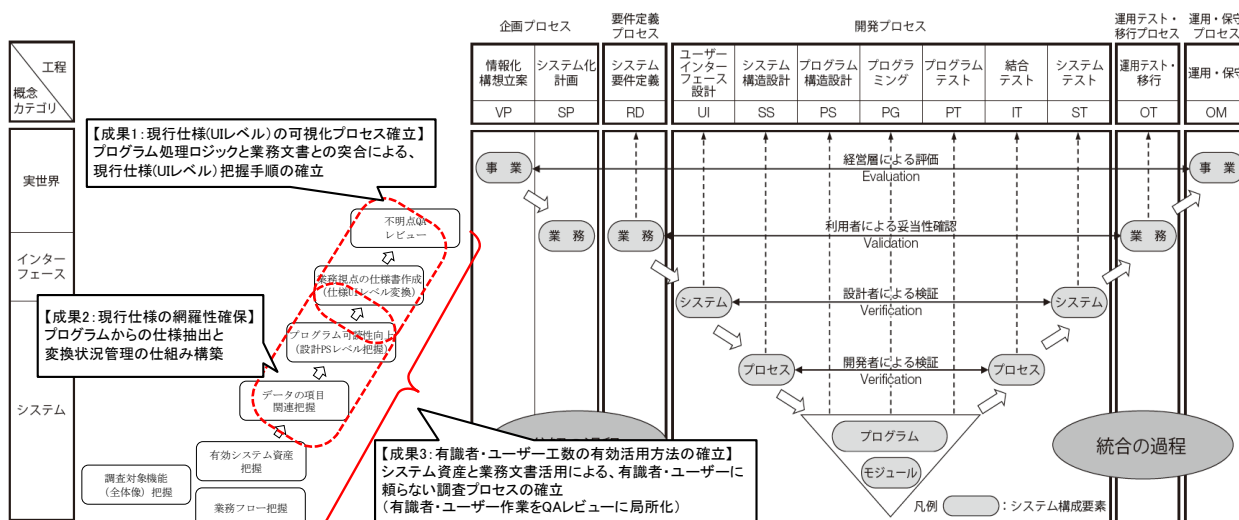 企画プロセス
要件定義
プロセス
開発プロセス
運用テスト・
移行プロセス
運用・保守
プロセス
工程
概念
カテゴリ
情報化
構想立案
システム化
計画
システム
要件定義
ユーザー
インター
フェース
設計
システム
構造設計
プログラム
構造設計
プログラ
ミング
プログラム
テスト
結合
テスト
システム
テスト
運用テスト・
移行
運用・保守
VP
SP
RD
UI
SS
PS
PG
PT
IT
ST
OT
OM
【成果1:現行仕様(UIレベル)の可視化プロセス確立】
プログラム処理ロジックと業務文書との突合による、
現行仕様(UIレベル)把握手順の確立
実世界
事 業
経営層による評価
Evaluation
事 業
不明点QA
レビュー
業 務
業 務
利用者による妥当性確認
Validation
業 務
インター
フェース
業務視点の仕様書作成
(仕様UIレベル変換)
システム
設計者による検証
Verification
システム
【成果2:現行仕様の網羅性確保】
プログラムからの仕様抽出と
変換状況管理の仕組み構築
プログラム可読性向上
(設計PSレベル把握)
プロセス
開発者による検証
Verification
プロセス
システム
データの項目
関連把握
【成果3:有識者・ユーザー工数の有効活用方法の確立】
システム資産と業務文書活用による、有識者・ユーザーに
頼らない調査プロセスの確立
(有識者・ユーザー作業をQAレビューに局所化)
プログラム
モジュール
統合の過程
有効システム資産
把握
調査対象機能
(全体像)把握
業務フロー把握
凡例
:システム構成要素